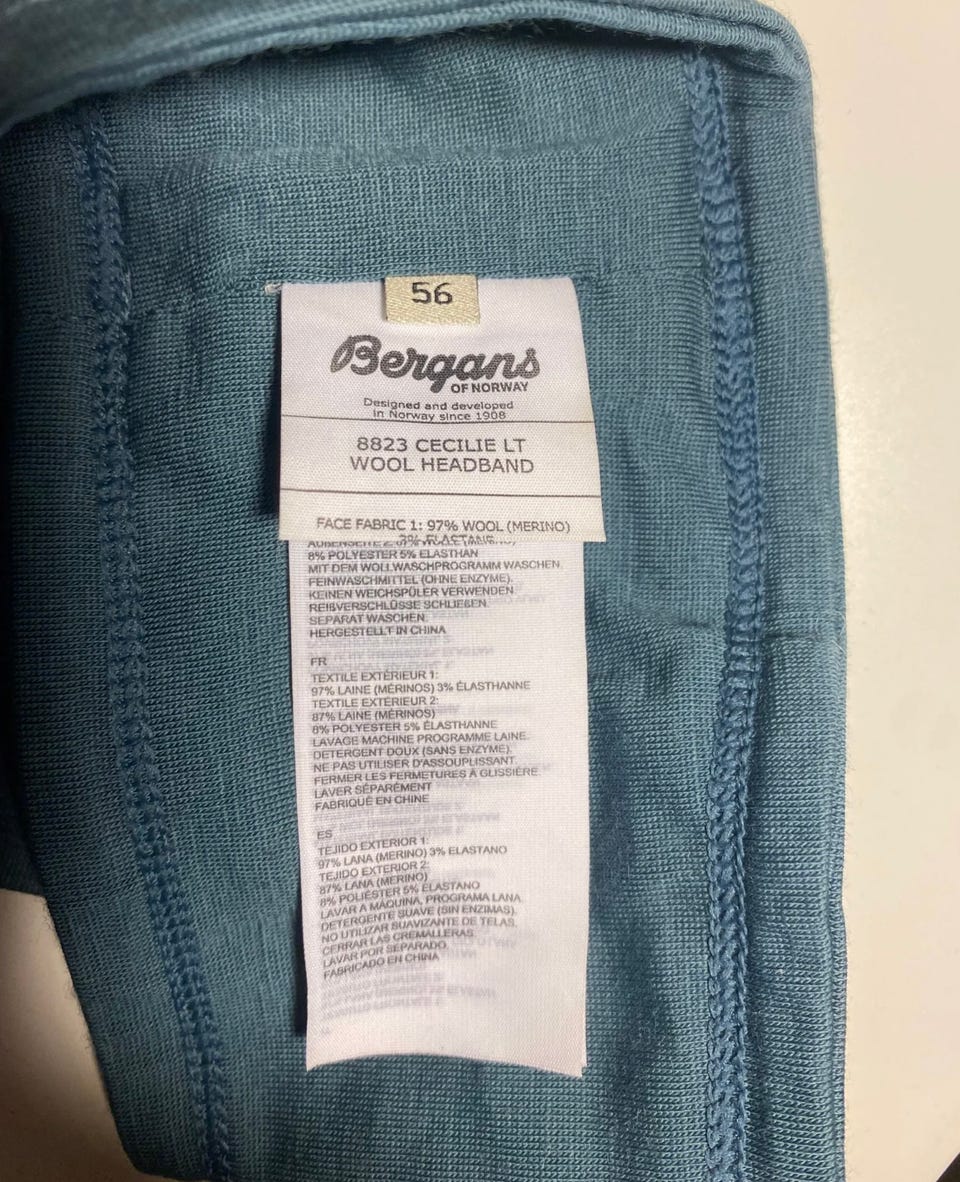 56
Bergans
OF NORWAY
Designed and developed
in Norway since 1908
8823 CECILIE LT
WOOL HEADBAND
FACE FABRIC 1: 97% WOOL (MERINO)
3% ELASTANE
8% POLYESTER 5% ELASTHAN
MIT DEM WOLLWASCHPROGRAMM WASCHEN.
FEINWASCHMITTEL (OHNE ENZYME).
KEINEN WEICHSPÜLER VERWENDEN.
REIßVERSCHLÜSSE SCHLIEßEN.
SEPARAT WASCHEN.
HERGESTELLT IN CHINA
FR
TEXTILE EXTÉRIEUR 1:
97% LAINE (MÉRINOS) 3% ÉLASTHANNE
TEXTILE EXTERIEUR 2:
87% LAINE (MÉRINOS)
8% POLYESTER 5% ÉLASTHANNE
LAVAGE MACHINE PROGRAMME LAINE.
DETERGENT DOUX (SANS ENZYME).
NE PAS UTILISER D'ASSOUPLISSANT.
FERMER LES FERMETURES À GLISSIÈRE.
LAVER SÉPARÉMENT
FABRIQUÉ EN CHINE
ES
TEJIDO EXTERIOR 1:
97% LANA (MERINO) 3% ELASTANO
TEJIDO EXTERIOR 2:
87% LANA (MERINO)
8% POLIÉSTER 5% ELASTANO
LAVAR A MÁQUINA, PROGRAMA LANA.
DETERGENTE SUAVE (SIN ENZIMAS).
NO UTILIZAR SUAVIZANTE DE TELAS.
CERRAR LAS CREMALLERAS.
LAVAR POR SEPARADO.
FABRICADO EN CHINA